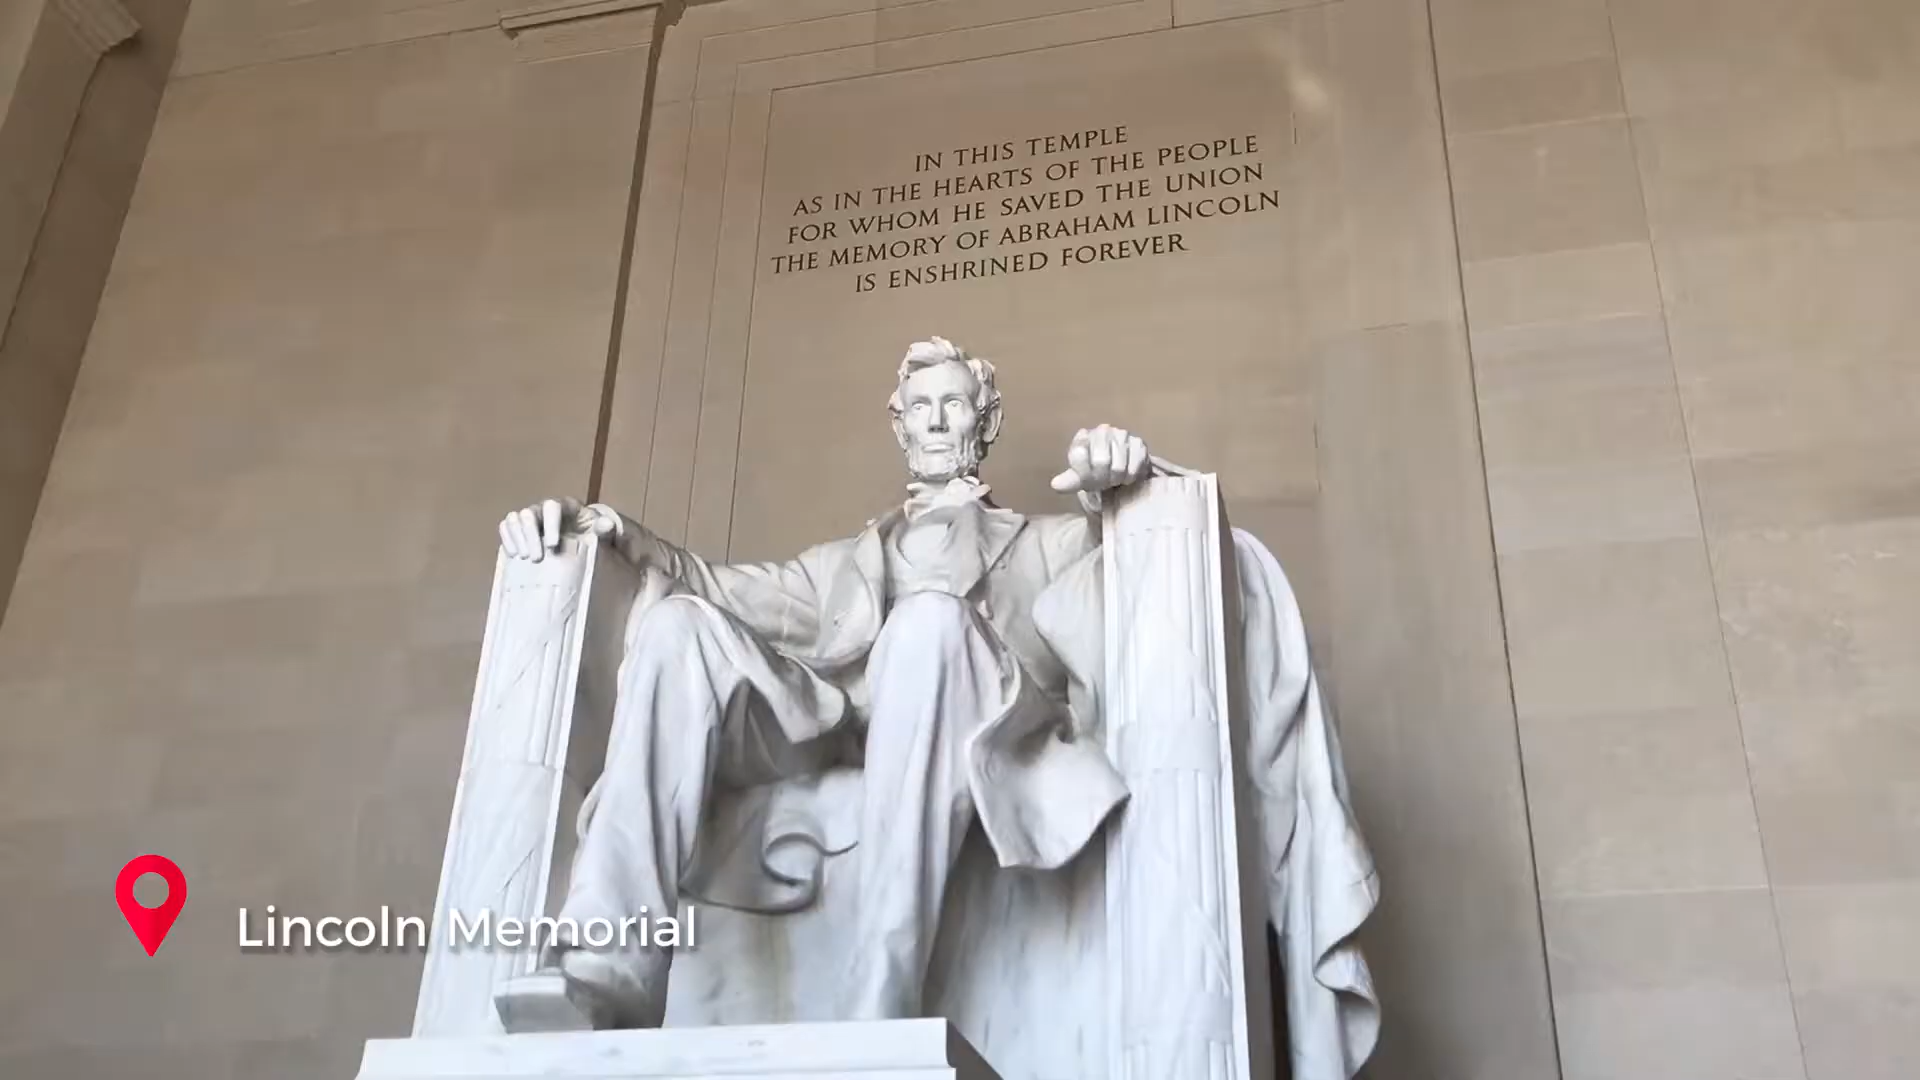 IN THIS TEMPLE
AS IN THE HEARTS OF THE PEOPLE
FOR WHOM HE SAVED THE UNION
THE MEMORY OF ABRAHAM LINCOLN
IS ENSHRINED FOREVER
Lincoln Memorial